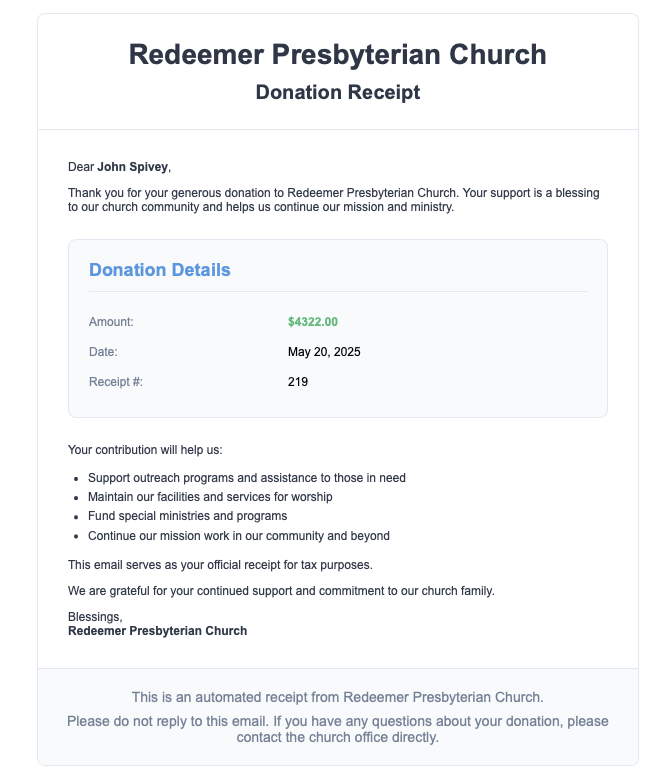 Redeemer Presbyterian Church
Donation Receipt
Dear John Spivey,
Thank you for your generous donation to Redeemer Presbyterian Church. Your support is a blessing
to our church community and helps us continue our mission and ministry.
Donation Details
Amount: $4322.00
Date: May 20, 2025
Receipt #: 219
Your contribution will help us:
• Support outreach programs and assistance to those in need
• Maintain our facilities and services for worship
• Fund special ministries and programs
• Continue our mission work in our community and beyond
This email serves as your official receipt for tax purposes.
We are grateful for your continued support and commitment to our church family.
Blessings,
Redeemer Presbyterian Church
This is an automated receipt from Redeemer Presbyterian Church.
Please do not reply to this email. If you have any questions about your donation, please
contact the church office directly.